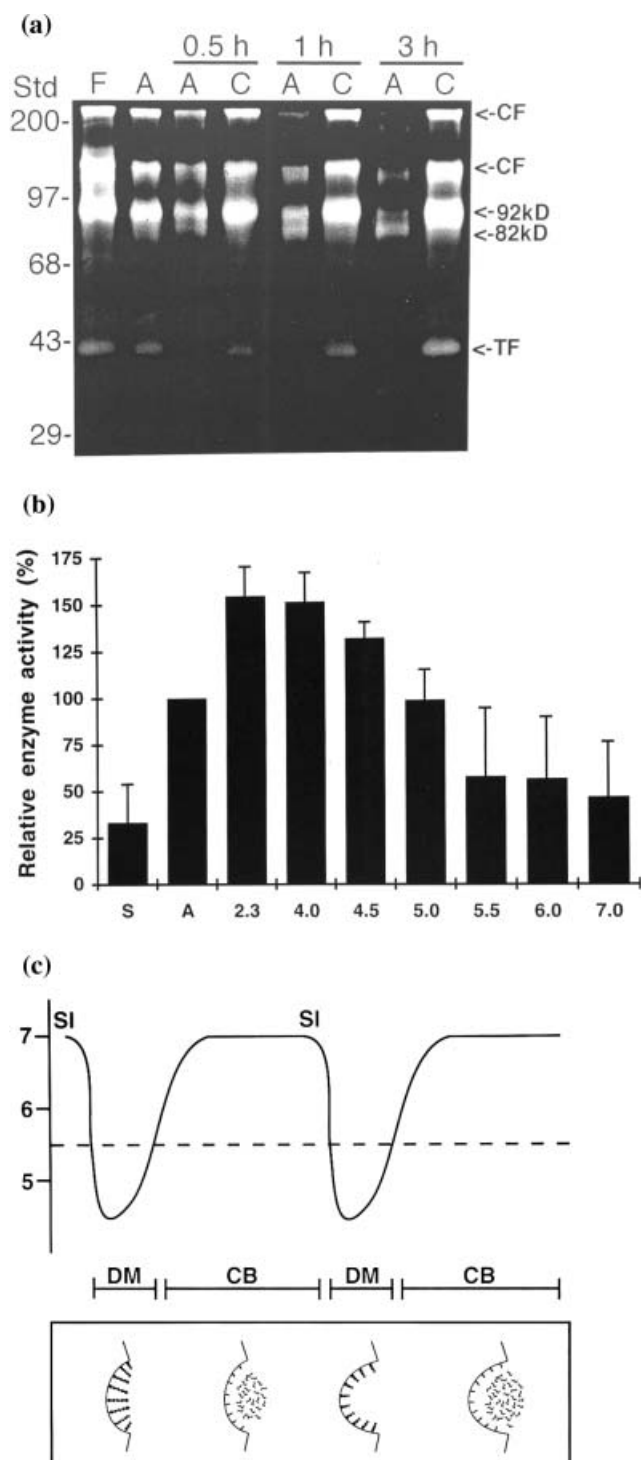 (a)
0.5 h 1 h 3 h
Std F A A C A C A C
200- <-CF
<-CF
97- <-92kD
<-82kD
68-
43- <-TF
29-
(b)
Relative enzyme activity (%)
175
150
125
100
75
50
25
0
S A 2.3 4.0 4.5 5.0 5.5 6.0 7.0
(c)
SI SI
7
6
5
DM CB DM CB